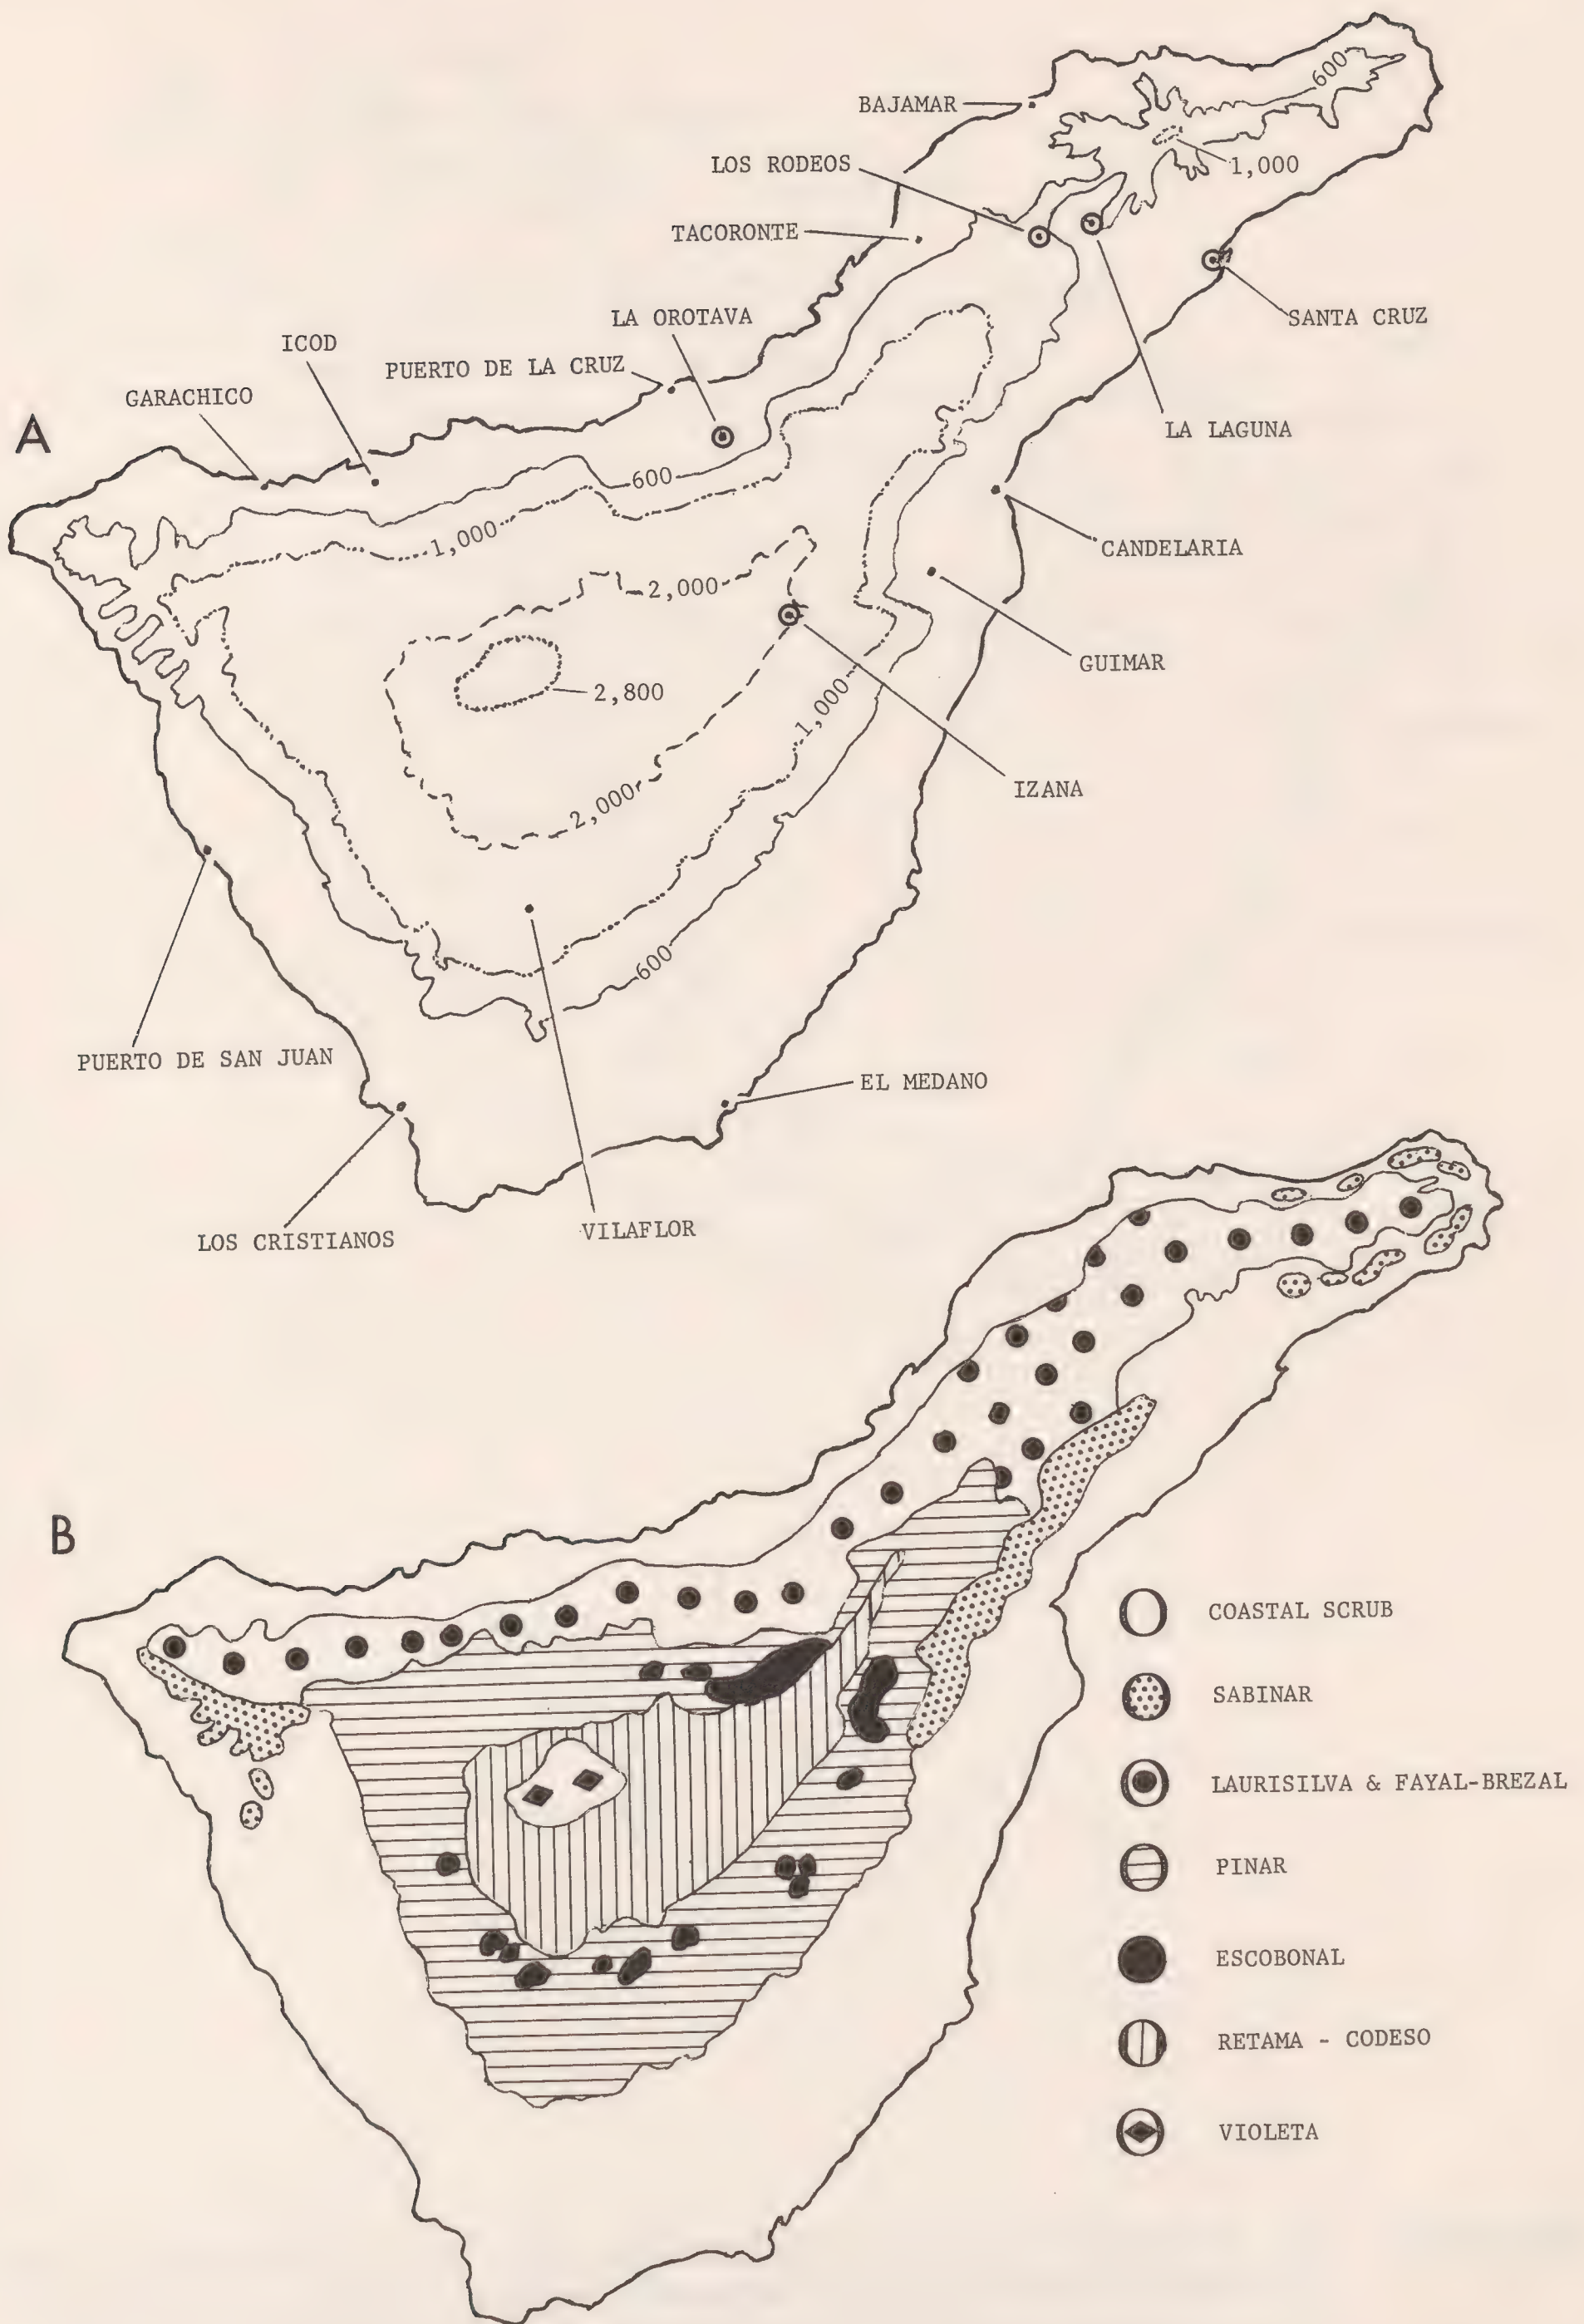 BAJAMAR
600
LOS RODEOS
1,000
TACORONTE
LA OROTAVA
SANTA CRUZ
ICOD
PUERTO DE LA CRUZ
GARACHICO
A
LA LAGUNA
600
1,000
CANDELARIA
2,000
GUIMAR
2,800
1,000
IZANA
2,000
600
PUERTO DE SAN JUAN
EL MEDANO
LOS CRISTIANOS
VILAFLOR
B
COASTAL SCRUB
SABINAR
LAURISILVA & FAYAL-BREZAL
PINAR
ESCOBONAL
RETAMA - CODESO
VIOLETA